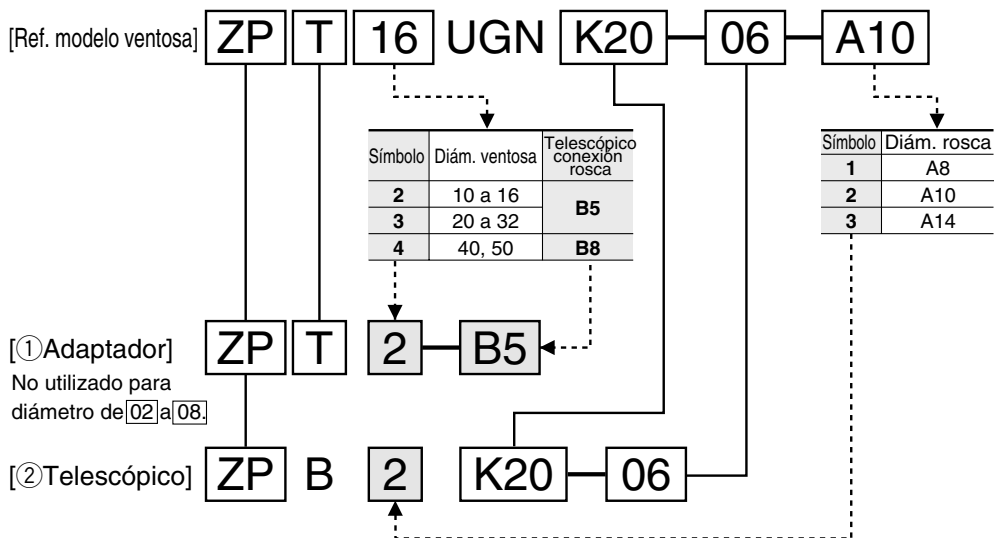 [Ref. modelo ventosa] ZP T 16 UGN K20 06 A10
Símbolo Diám. ventosa Telescópico conexión rosca
2 10 a 16 B5
3 20 a 32
4 40, 50 B8
Símbolo Diám. rosca
1 A8
2 A10
3 A14
[①Adaptador] ZP T 2 B5
No utilizado para
diámetro de 02 a 08.
[②Telescópico] ZP B 2 K20 06